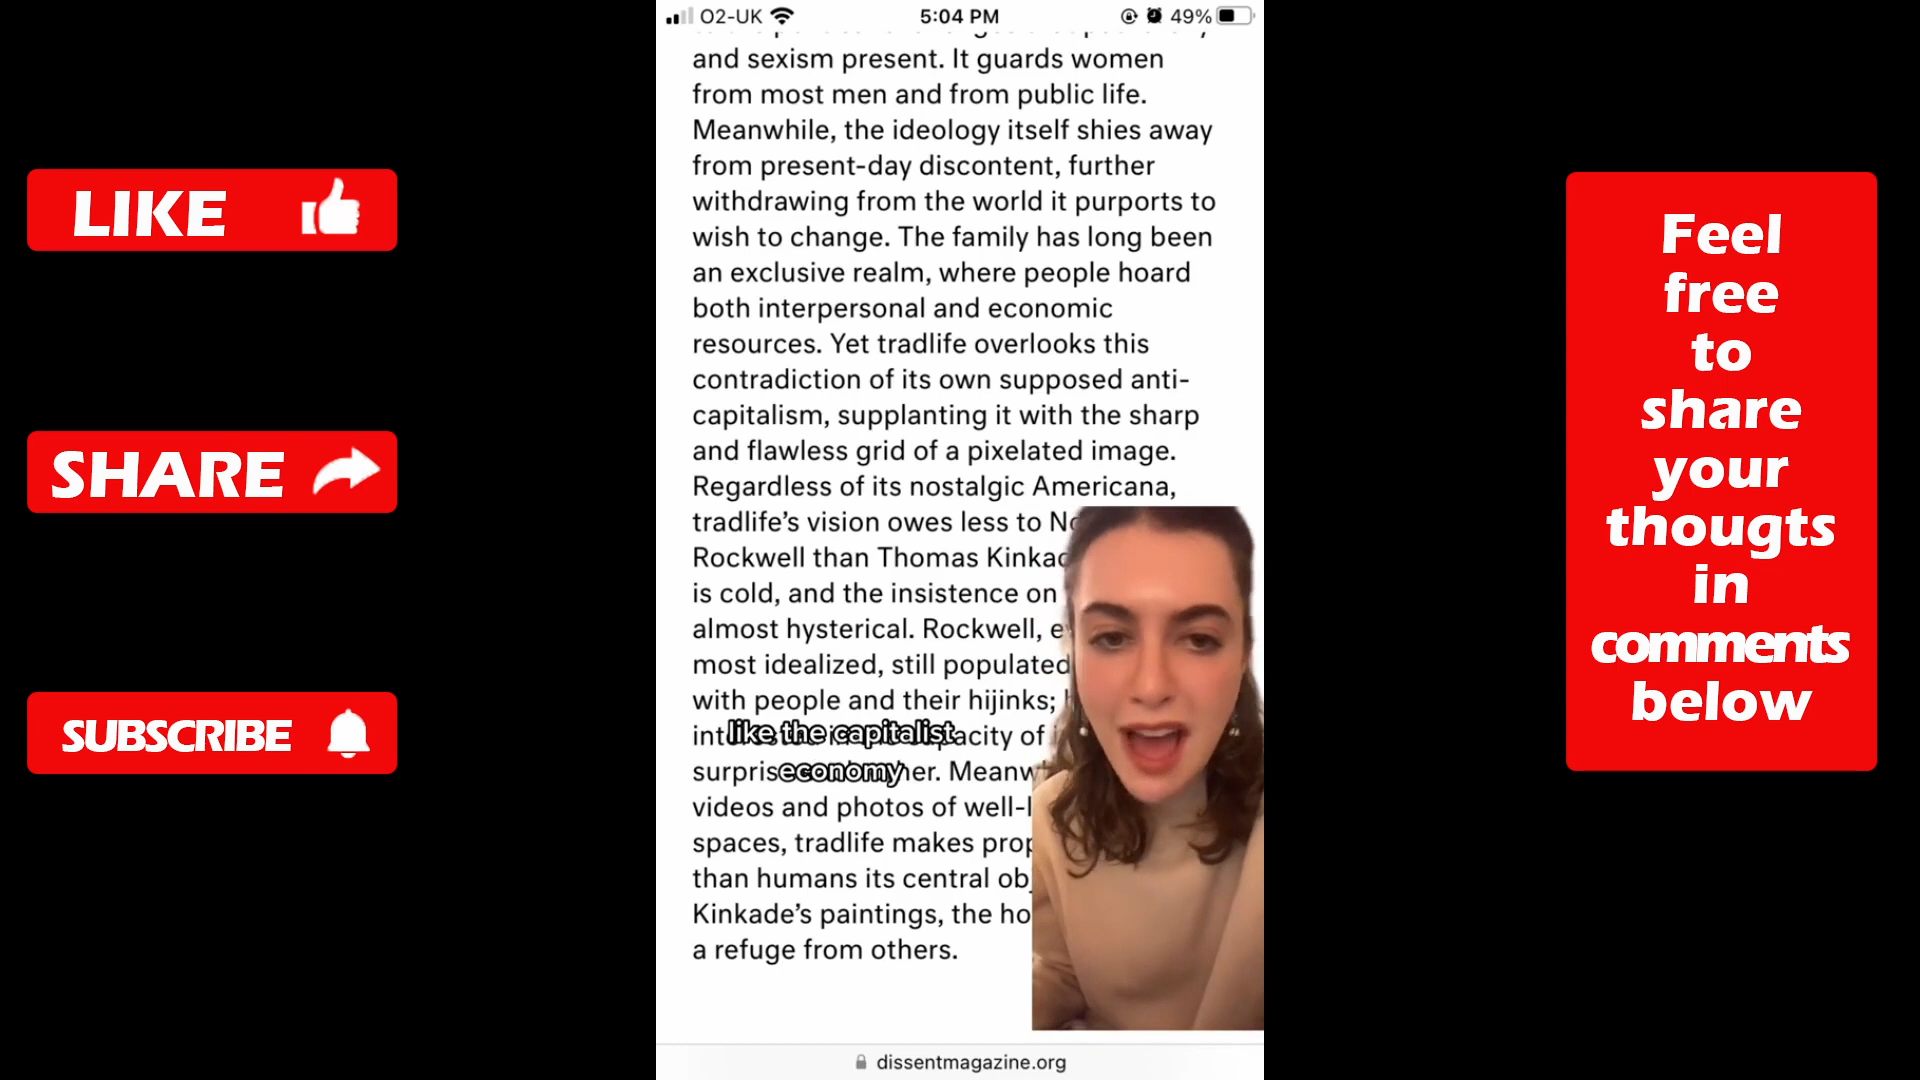 O2-UK
5:04 PM
49%
and sexism present. It guards women
from most men and from public life.
Meanwhile, the ideology itself shies away
from present-day discontent, further
withdrawing from the world it purports to
wish to change. The family has long been
an exclusive realm, where people hoard
both interpersonal and economic
resources. Yet tradlife overlooks this
contradiction of its own supposed anti-
capitalism, supplanting it with the sharp
and flawless grid of a pixelated image.
Regardless of its nostalgic Americana,
tradlife's vision owes less to
Rockwell than Thomas
is cold, and the insistence on
almost hysterical. Rockwell,
most idealized, still populated
with people and their hijinks;
of
like the capitalist
economy
videos and photos of
spaces, tradlife makes
than humans its central
Kinkade's paintings, the
a refuge from others.
dissentmagazine.org
LIKE
SHARE
SUBSCRIBE
Feel
free
to
share
your
thougts
in
comments
below